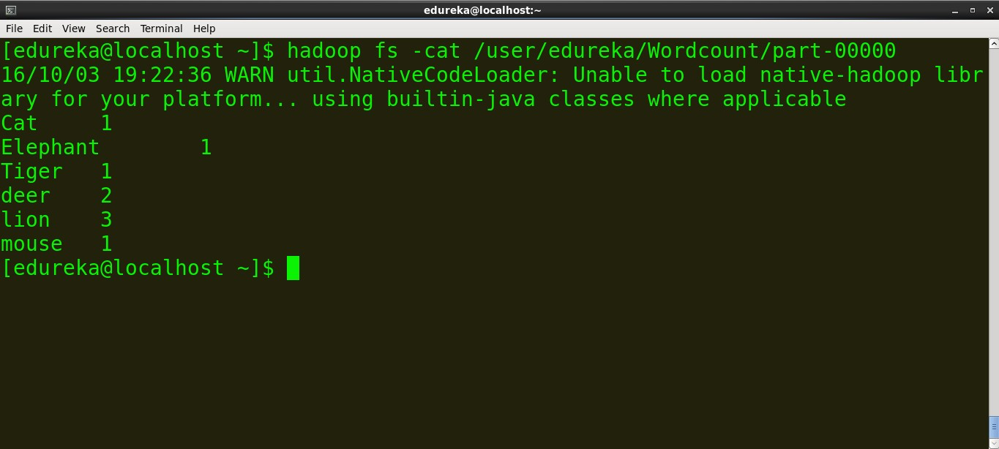 edureka@localhost:~
File Edit View Search Terminal Help
[edureka@localhost ~]$ hadoop fs -cat /user/edureka/Wordcount/part-00000
16/10/03 19:22:36 WARN util.NativeCodeLoader: Unable to load native-hadoop libr
ary for your platform... using builtin-java classes where applicable
Cat     1
Elephant        1
Tiger   1
deer    2
lion    3
mouse   1
[edureka@localhost ~]$